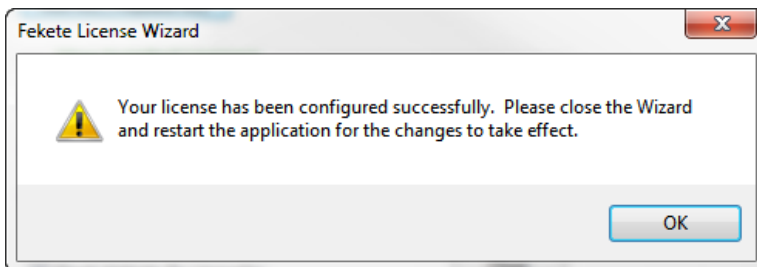 Fekete License Wizard
Your license has been configured successfully.  Please close the Wizard
and restart the application for the changes to take effect.
OK